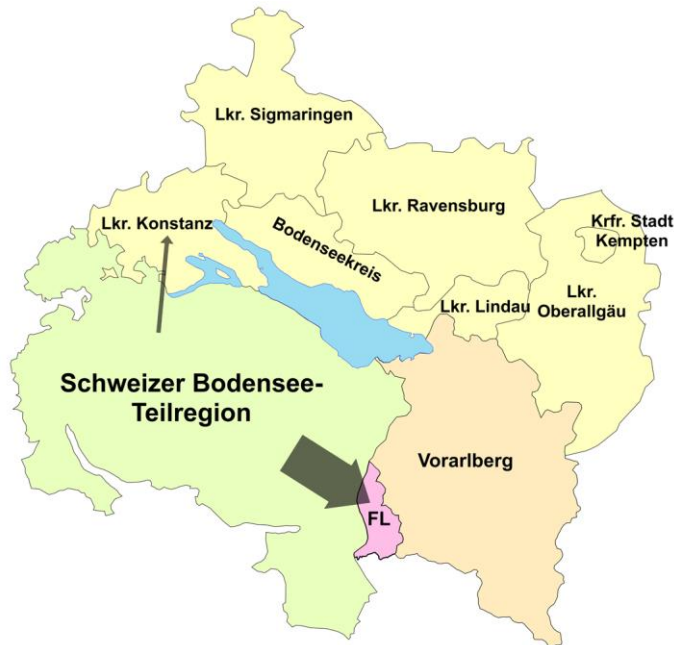 Lkr. Sigmaringen
Lkr. Ravensburg
Krfr. Stadt
Kempten
Lkr. Konstanz
Bodenseekreis
Lkr. Lindau
Lkr.
Oberallgäu
Schweizer Bodensee-
Teilregion
Vorarlberg
FL